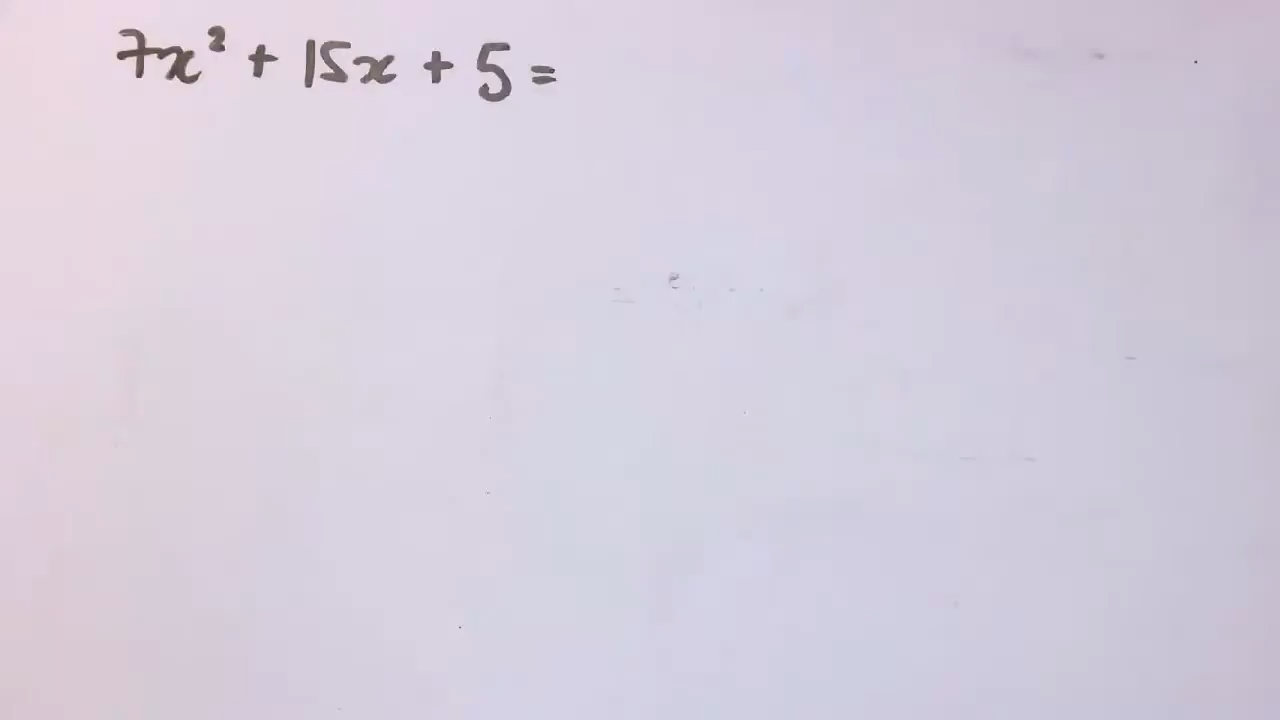 7x² + 15x + 5 =